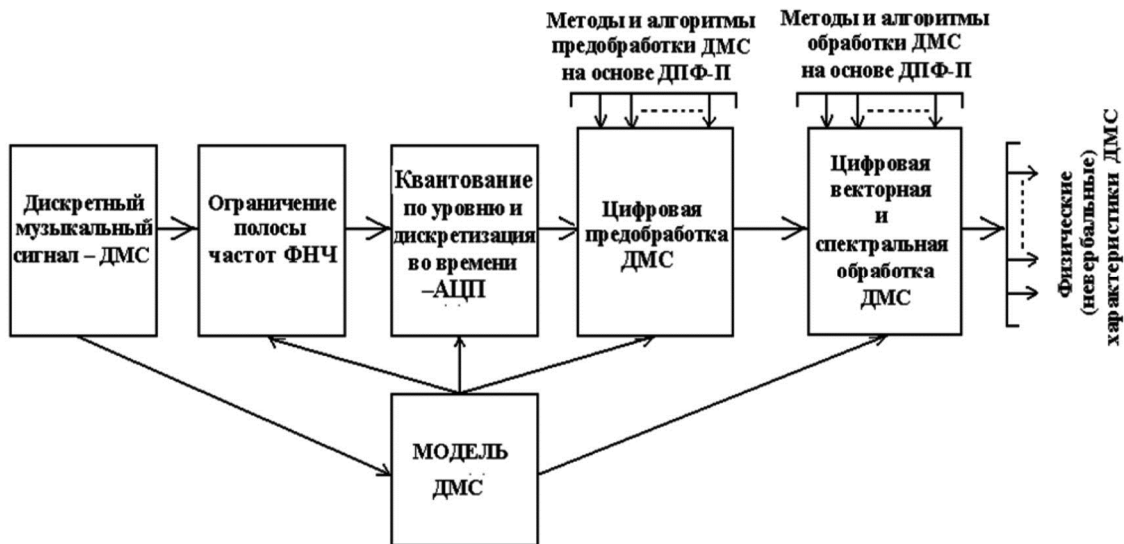 Методы и алгоритмы
предобработки ДМС
на основе ДПФ-П
Методы и алгоритмы
обработки ДМС
на основе ДПФ-П
Дискретный
музыкальный
сигнал – ДМС
Ограничение
полосы
частот ФНЧ
Квантование
по уровню и
дискретизация
во времени
–АЦП
Цифровая
предобработка
ДМС
Цифровая
векторная
и
спектральная
обработка
ДМС
Физические
(невербальные)
характеристики ДМС
МОДЕЛЬ
ДМС